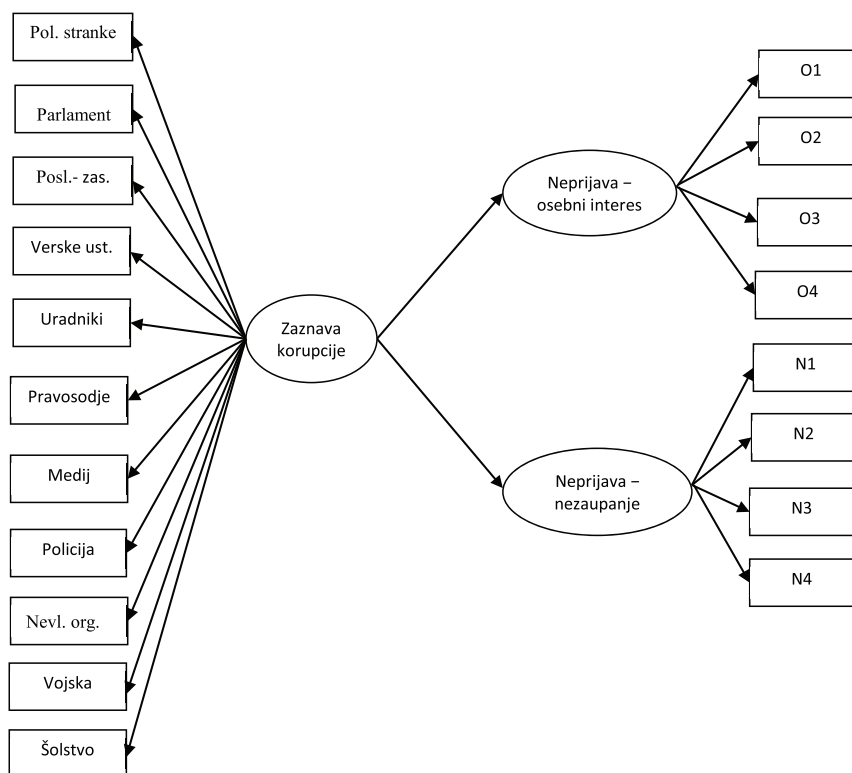 Pol. stranke
Parlament
Posl.- zas.
Verske ust.
Uradniki
Pravosodje
Medij
Policija
Nevl. org.
Vojska
Šolstvo
Zaznava
korupcije
Neprijava –
osebni interes
Neprijava –
nezaupanje
O1
O2
O3
O4
N1
N2
N3
N4